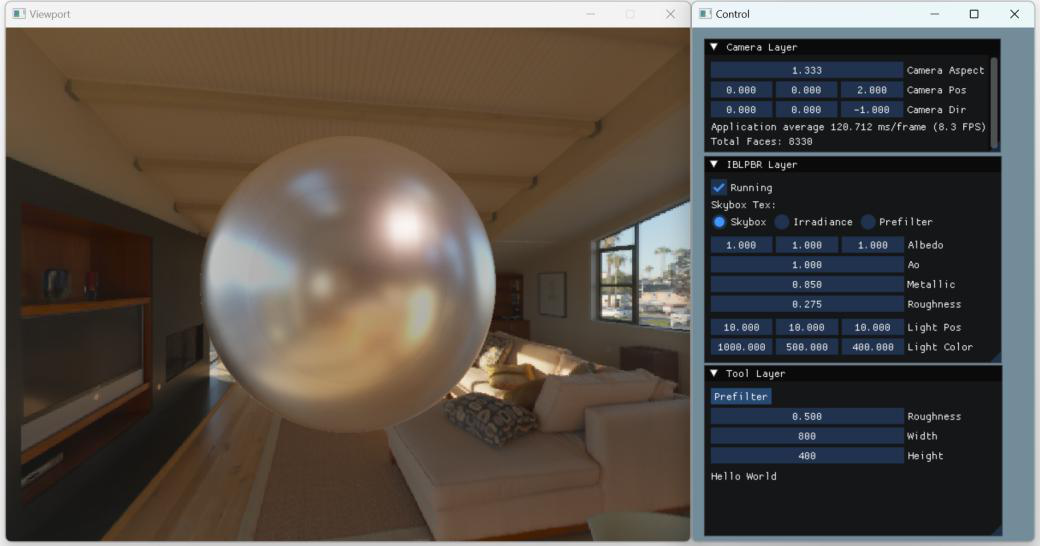 Viewport
Control
Camera Layer
1.333 Camera Aspect
0.000 0.000 2.000 Camera Pos
0.000 0.000 -1.000 Camera Dir
Application average 120.712 ms/frame (8.3 FPS)
Total Faces: 8330
IBLPBR Layer
Running
Skybox Tex:
Skybox Irradiance Prefilter
1.000 1.000 1.000 Albedo
1.000 Ao
0.850 Metallic
0.275 Roughness
10.000 10.000 10.000 Light Pos
1000.000 500.000 400.000 Light Color
Tool Layer
Prefilter
0.500 Roughness
800 Width
400 Height
Hello World